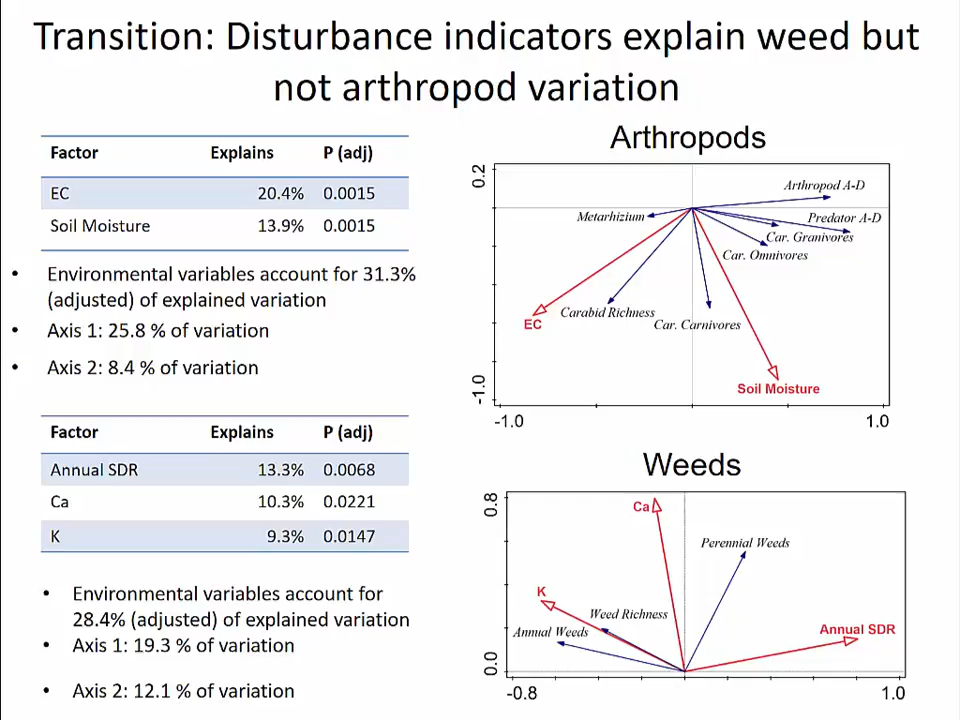 Transition: Disturbance indicators explain weed but
not arthropod variation
Factor Explains P (adj)
EC 20.4% 0.0015
Soil Moisture 13.9% 0.0015
• Environmental variables account for 31.3%
(adjusted) of explained variation
• Axis 1: 25.8 % of variation
• Axis 2: 8.4 % of variation
Arthropods
0.2
Arthropod A-D
Metarhizium
Predator A-D
Car. Granivores
Car. Omnivores
Carabid Richness
EC
Car. Carnivores
Soil Moisture
-1.0
-1.0 1.0
Factor Explains P (adj)
Annual SDR 13.3% 0.0068
Ca 10.3% 0.0221
K 9.3% 0.0147
• Environmental variables account for
28.4% (adjusted) of explained variation
• Axis 1: 19.3 % of variation
• Axis 2: 12.1 % of variation
Weeds
0.8
Ca
Perennial Weeds
K
Weed Richness
Annual Weeds
Annual SDR
0.0
-0.8 1.0